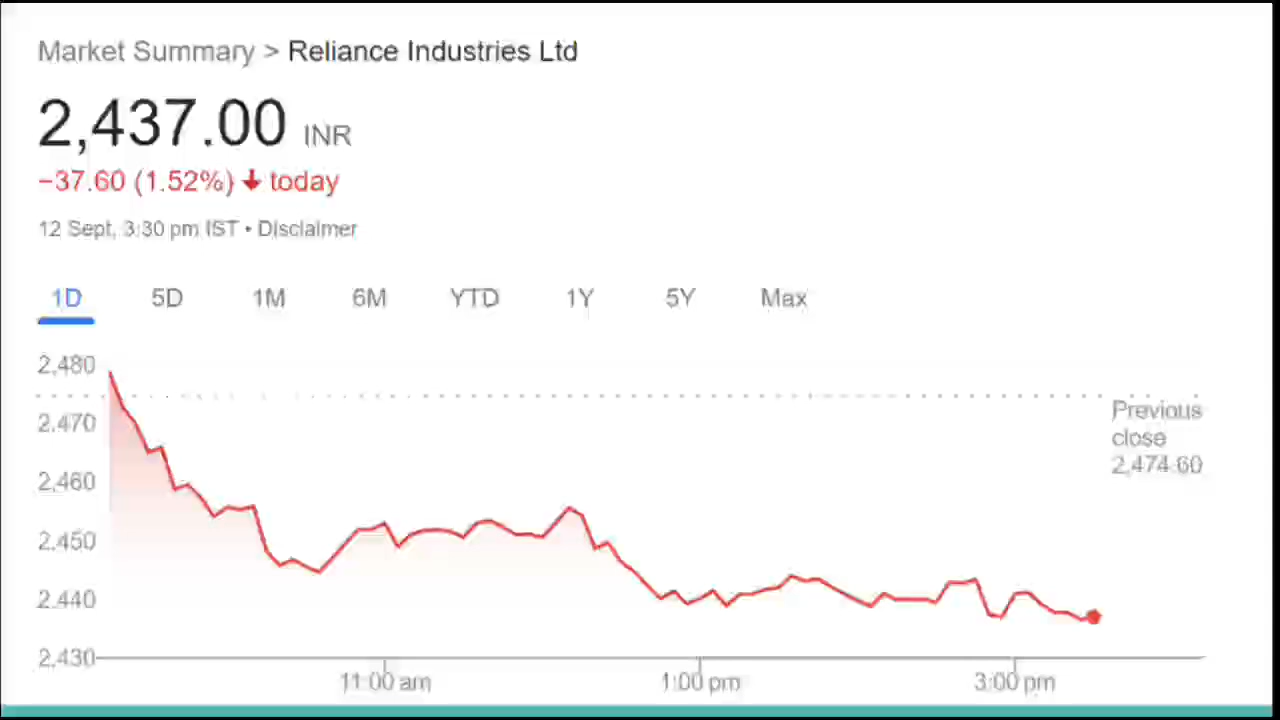 Market Summary > Reliance Industries Ltd
2,437.00 INR
−37.60 (1.52%) ↓ today
12 Sept, 3:30 pm IST • Disclaimer
1D 5D 1M 6M YTD 1Y 5Y Max
2,480
2,470
2,460
2,450
2,440
2,430
Previous
close
2,474.60
11:00 am 1:00 pm 3:00 pm